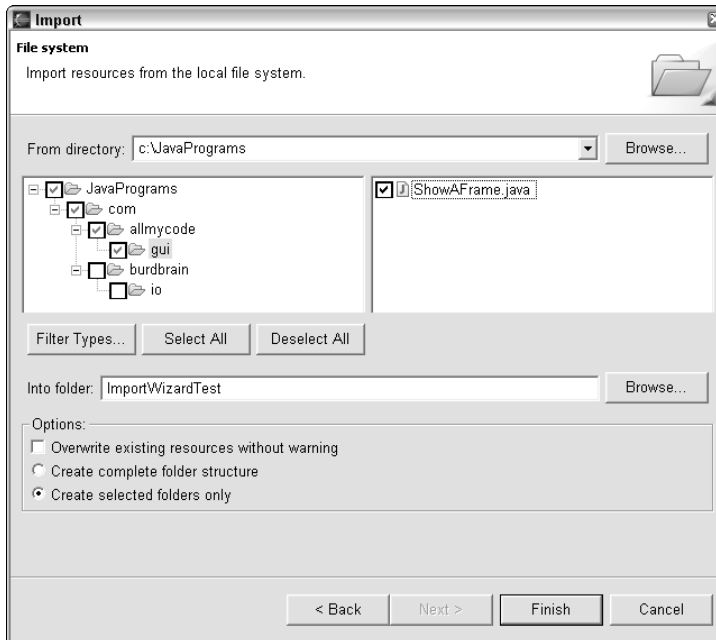 Import
File system
Import resources from the local file system.
From directory: c:\JavaPrograms Browse...
JavaPrograms
com
allmycode
gui
burdbrain
io
ShowAFrame.java
Filter Types... Select All Deselect All
Into folder: ImportWizardTest Browse...
Options:
Overwrite existing resources without warning
Create complete folder structure
Create selected folders only
< Back Next > Finish Cancel